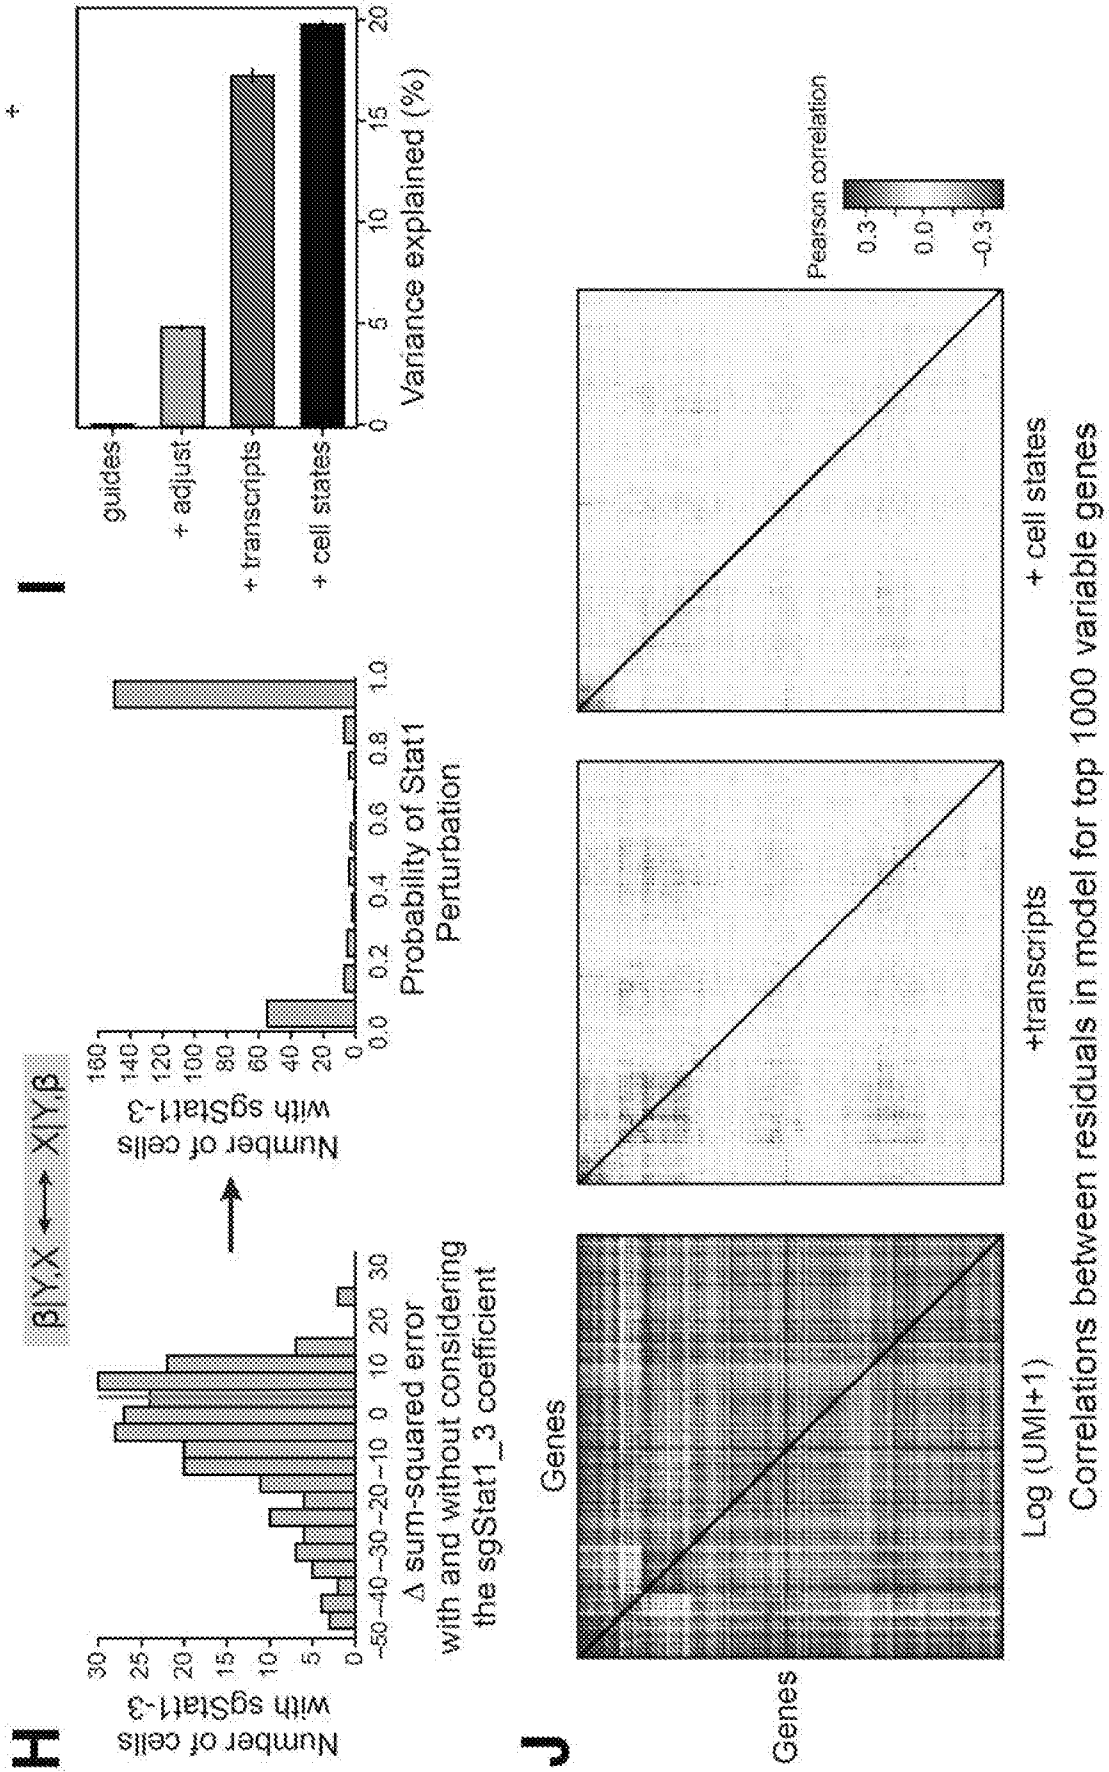 H
β|Y,X ⟷ X|Y,β
Number of cells
with sgStat1-3
30
25
20
15
10
5
0
–50 –40 –30 –20 –10 0 10 20 30
Δ sum-squared error
with and without considering
the sgStat1_3 coefficient
Number of cells
with sgStat1-3
160
140
120
100
80
60
40
20
0
0.0 0.2 0.4 0.6 0.8 1.0
Probability of Stat1
Perturbation
I
+
guides
+ adjust
+ transcripts
+ cell states
0 5 10 15 20
Variance explained (%)
J
Genes
Genes
Log (UMI+1)
+transcripts
+ cell states
Pearson correlation
0.3
0.0
–0.3
Correlations between residuals in model for top 1000 variable genes